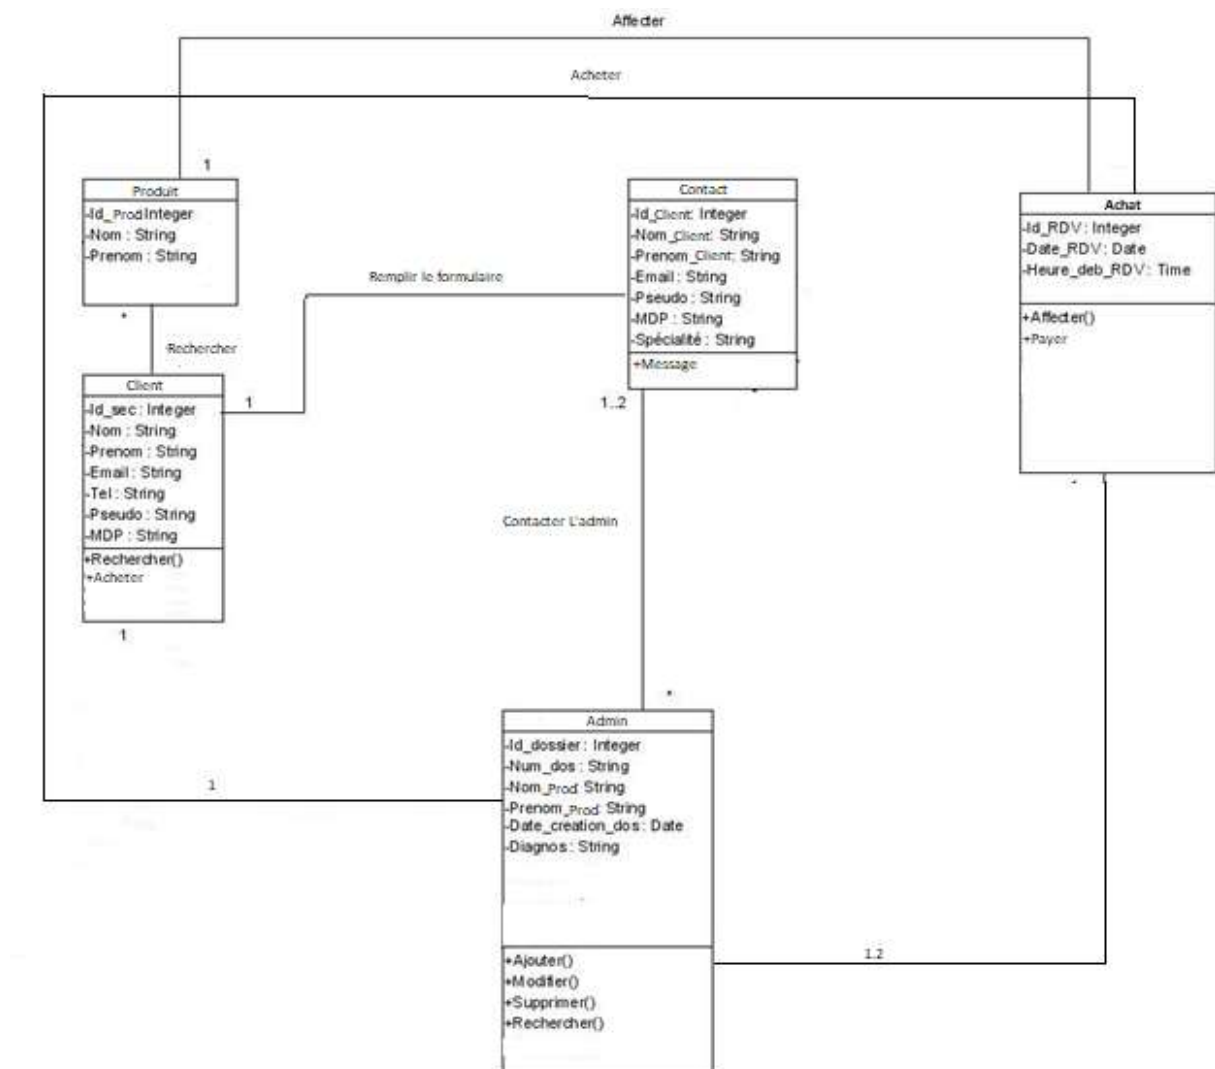 Affecter
Acheter
1
Produit
-Id_Prod Integer
-Nom : String
-Prenom : String
*
Rechercher
Contact
-Id_Client: Integer
-Nom_Client: String
-Prenom_Client: String
-Email : String
-Pseudo : String
-MDP : String
-Spécialité : String
+Message
1..2
Achat
-Id_RDV : Integer
-Date_RDV : Date
-Heure_deb_RDV : Time
+Affecter()
+Payer
Remplir le formulaire
1
Client
-Id_sec : Integer
-Nom : String
-Prenom : String
-Email : String
-Tel : String
-Pseudo : String
-MDP : String
+Rechercher()
+Acheter
1
Contacter L'admin
*
Admin
-Id_dossier : Integer
-Num_dos : String
-Nom_Prod: String
-Prenom_Prod: String
-Date_creation_dos : Date
-Diagnos : String
+Ajouter()
+Modifier()
+Supprimer()
+Rechercher()
1
1.2